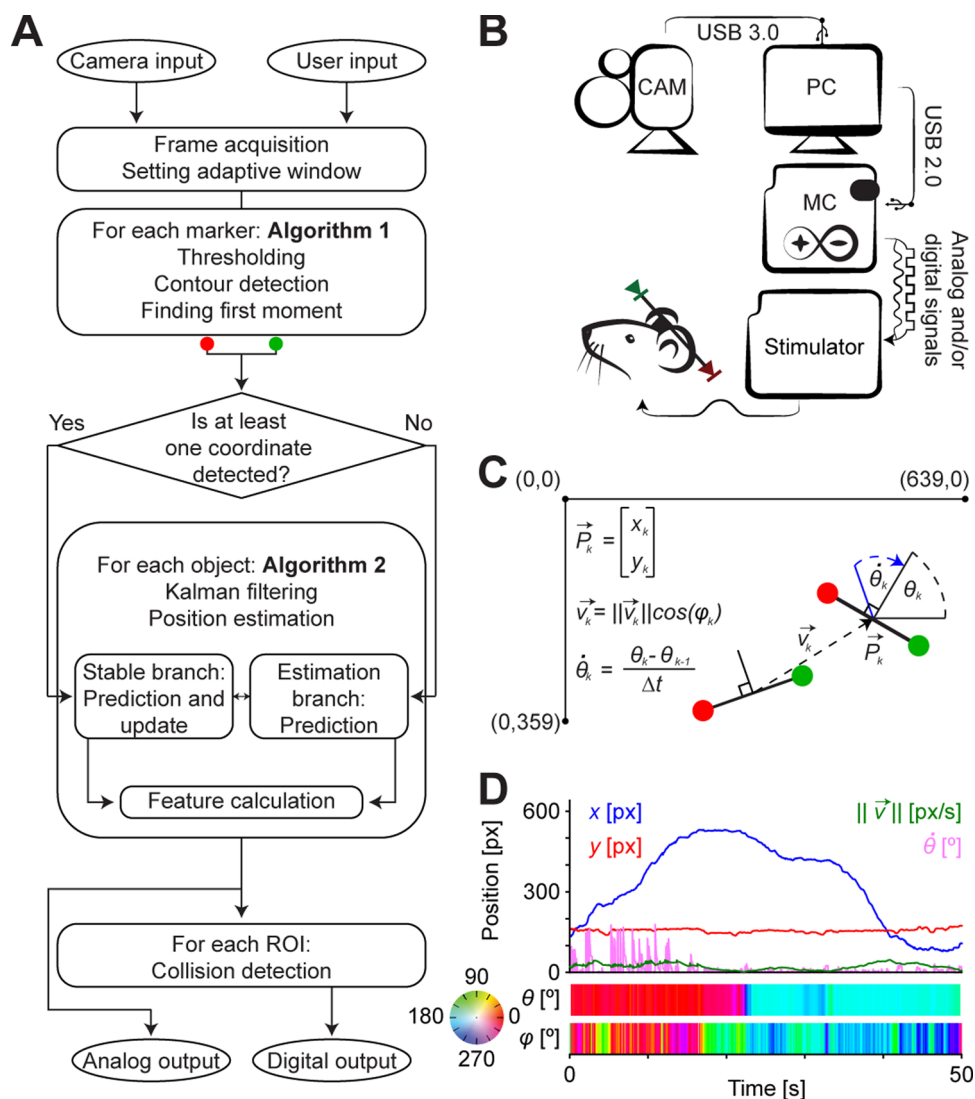 A
Camera input
User input
Frame acquisition
Setting adaptive window
For each marker: Algorithm 1
Thresholding
Contour detection
Finding first moment
Yes
No
Is at least
one coordinate
detected?
For each object: Algorithm 2
Kalman filtering
Position estimation
Stable branch:
Prediction and
update
Estimation
branch:
Prediction
Feature calculation
For each ROI:
Collision detection
Analog output
Digital output
B
USB 3.0
CAM
PC
USB 2.0
MC
Analog and/or
digital signals
Stimulator
C
(0,0)
(639,0)
(0,359)
P⃗k = [xk yk]
v⃗k = ||v⃗k||cos(φk)
θ̇k = (θk - θk-1) / Δt
θ̇k
θk
v⃗k
P⃗k
D
600
300
0
Position [px]
x [px]
y [px]
|| v⃗ || [px/s]
θ̇ [º]
θ [º]
φ [º]
90
180
0
270
0
50
Time [s]